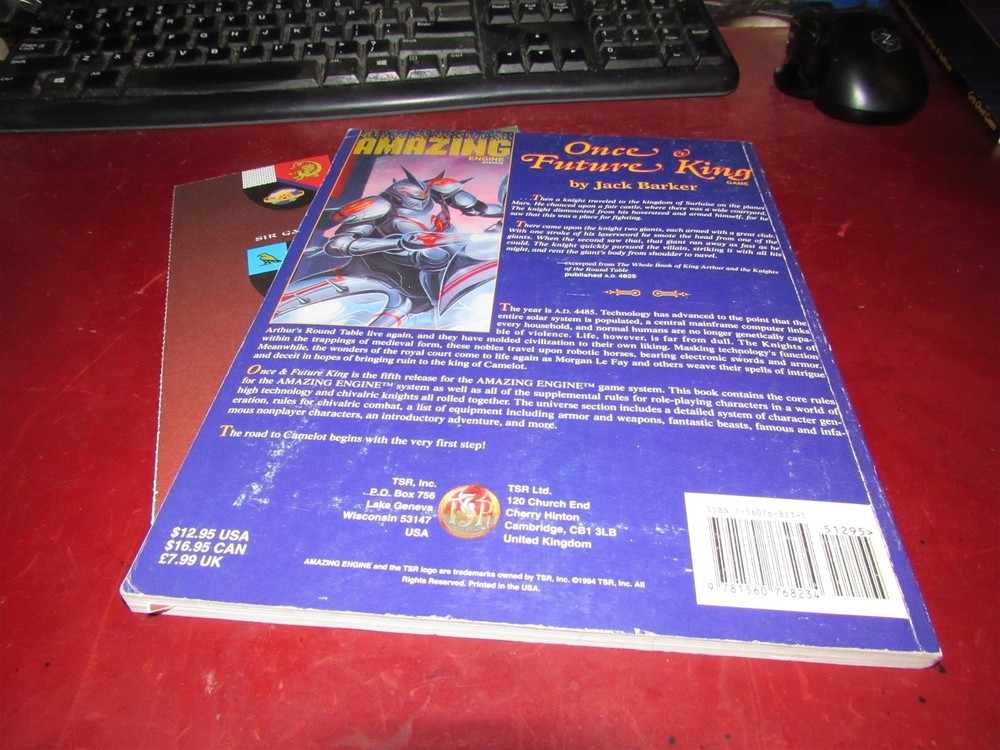 AMAZING
ENGINE
SYSTEM
Once &
Future King
GAME
by Jack Barker
. . .Then a knight traveled to the kingdom of Surluise on the planet
Mars. He chanced upon a fair castle, where there was a wide courtyard.
The knight dismounted from his hoversteed and armed himself, for he
saw that this was a place for fighting.
There came upon the knight two giants, each armed with a great club.
With one stroke of his lasersword he smote the head from one of the
giants. When the second saw that, that giant ran away as fast as he
could. The knight quickly pursued the villain, striking it with all his
might, and rent the giant's body from shoulder to navel.
—excerpted from The Whole Book of King Arthur and the Knights
of the Round Table
published A.D. 4825
The year is A.D. 4485. Technology has advanced to the point that the
entire solar system is populated, a central mainframe computer links
every household, and normal humans are no longer genetically capa-
ble of violence. Life, however, is far from dull. The Knights of
Arthur's Round Table live again, and they have molded civilization to their own liking. Masking technology's function
within the trappings of medieval form, these nobles travel upon robotic horses, bearing electronic swords and armor.
Meanwhile, the wonders of the royal court come to life again as Morgan Le Fay and others weave their spells of intrigue
and deceit in hopes of bringing ruin to the king of Camelot.
Once & Future King is the fifth release for the AMAZING ENGINE™ game system. This book contains the core rules
for the AMAZING ENGINE™ system as well as all of the supplemental rules for role-playing characters in a world of
high technology and chivalric knights all rolled together. The universe section includes a detailed system of character gen-
eration, rules for chivalric combat, a list of equipment including armor and weapons, fantastic beasts, famous and infa-
mous nonplayer characters, an introductory adventure, and more.
The road to Camelot begins with the very first step!
TSR, Inc.
P.O. Box 756
Lake Geneva
Wisconsin 53147
USA
TSR
TSR Ltd.
120 Church End
Cherry Hinton
Cambridge, CB1 3LB
United Kingdom
$12.95 USA
$16.95 CAN
£7.99 UK
AMAZING ENGINE and the TSR logo are trademarks owned by TSR, Inc. ©1994 TSR, Inc. All
Rights Reserved. Printed in the USA.
ISBN 1-56076-823-1
51295>
9 781560 768234
SIR GA